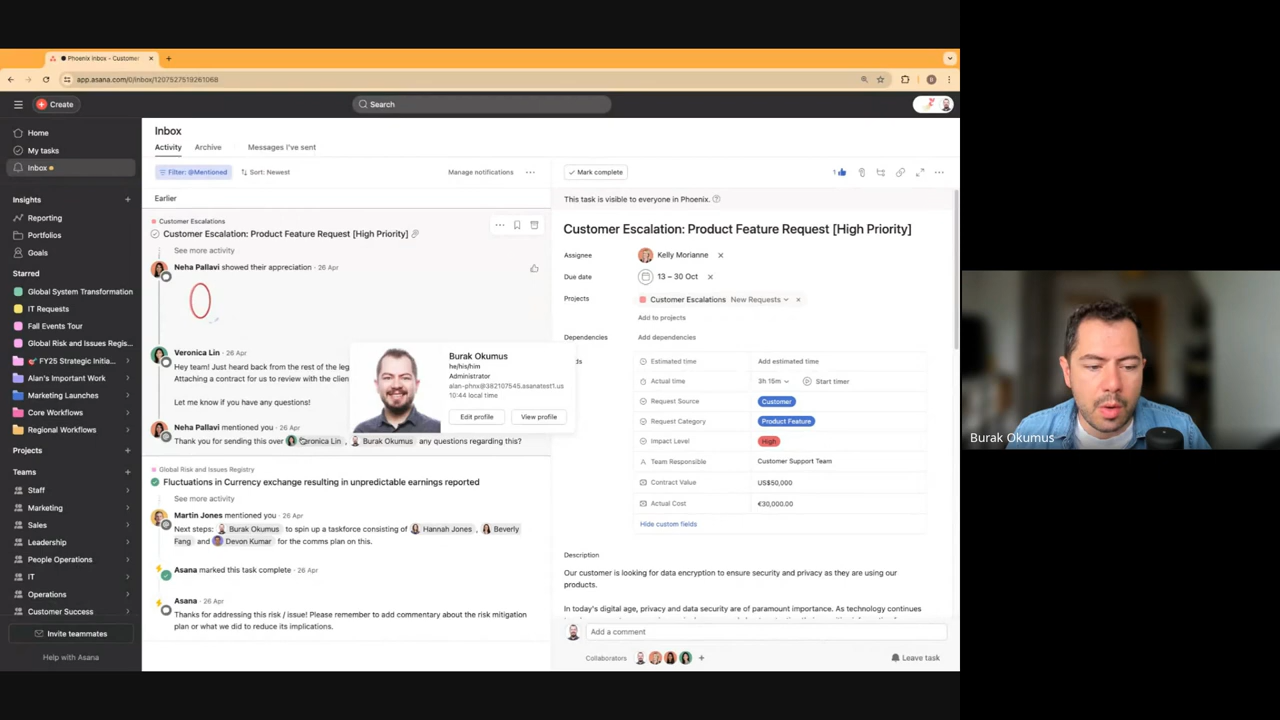 Phoenix Inbox - Customer
app.asana.com/0/inbox/1207527519261068
Create
Search
Home
My tasks
Inbox
Insights
Reporting
Portfolios
Goals
Starred
Global System Transformation
IT Requests
Fall Events Tour
Global Risk and Issues Regis...
FY25 Strategic Initia...
Alan's Important Work
Marketing Launches
Core Workflows
Regional Workflows
Projects
Teams
Staff
Marketing
Sales
Leadership
People Operations
IT
Operations
Customer Success
Invite teammates
Help with Asana
Inbox
Activity Archive Messages I've sent
Filter: @Mentioned Sort: Newest Manage notifications
Earlier
Customer Escalations
Customer Escalation: Product Feature Request [High Priority]
See more activity
Neha Pallavi showed their appreciation · 26 Apr
Veronica Lin · 26 Apr
Hey team! Just heard back from the rest of the leg
Attaching a contract for us to review with the clien
Let me know if you have any questions!
Neha Pallavi mentioned you · 26 Apr
Thank you for sending this over Veronica Lin , Burak Okumus any questions regarding this?
Burak Okumus
he/his/him
Administrator
alan-phnx@382107545.asanatest1.us
10:44 local time
Edit profile View profile
Global Risk and Issues Registry
Fluctuations in Currency exchange resulting in unpredictable earnings reported
See more activity
Martin Jones mentioned you · 26 Apr
Next steps: Burak Okumus to spin up a taskforce consisting of Hannah Jones , Beverly
Fang and Devon Kumar for the comms plan on this.
Asana marked this task complete · 26 Apr
Asana · 26 Apr
Thanks for addressing this risk / issue! Please remember to add commentary about the risk mitigation
plan or what we did to reduce its implications.
Mark complete 1
This task is visible to everyone in Phoenix.
Customer Escalation: Product Feature Request [High Priority]
Assignee Kelly Morianne
Due date 13 – 30 Oct
Projects Customer Escalations New Requests
Add to projects
Dependencies Add dependencies
ds
Estimated time Add estimated time
Actual time 3h 15m Start timer
Request Source Customer
Request Category Product Feature
Impact Level High
Team Responsible Customer Support Team
Contract Value US$50,000
Actual Cost €30,000.00
Hide custom fields
Description
Our customer is looking for data encryption to ensure security and privacy as they are using our
products.
In today's digital age, privacy and data security are of paramount importance. As technology continues
Add a comment
Collaborators Leave task
Burak Okumus